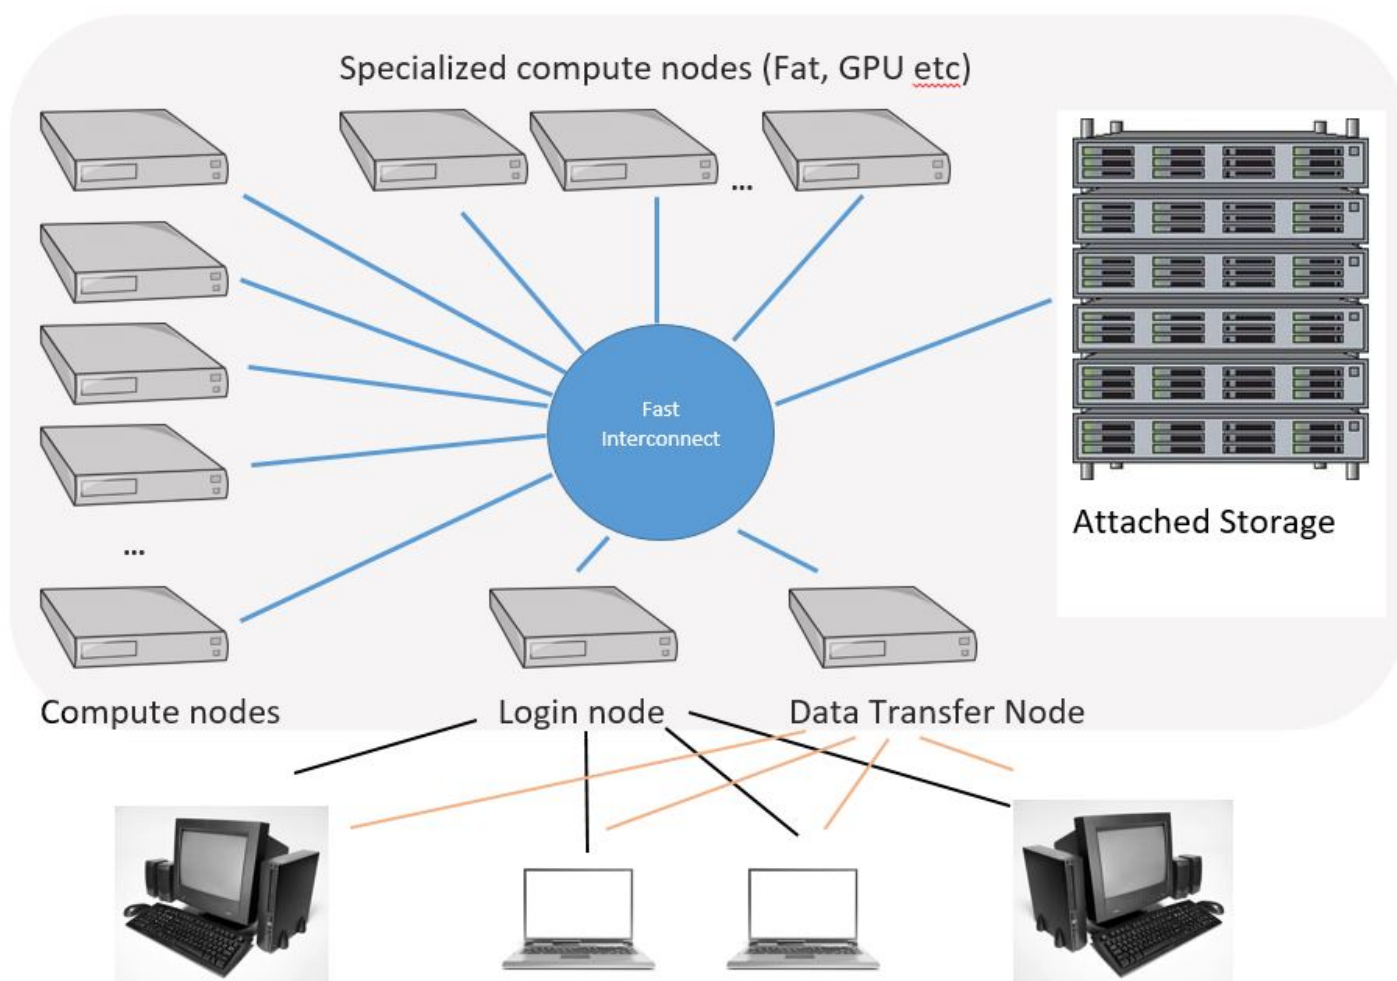 Specialized compute nodes (Fat, GPU etc)
...
Fast
Interconnect
Attached Storage
...
Compute nodes
Login node
Data Transfer Node